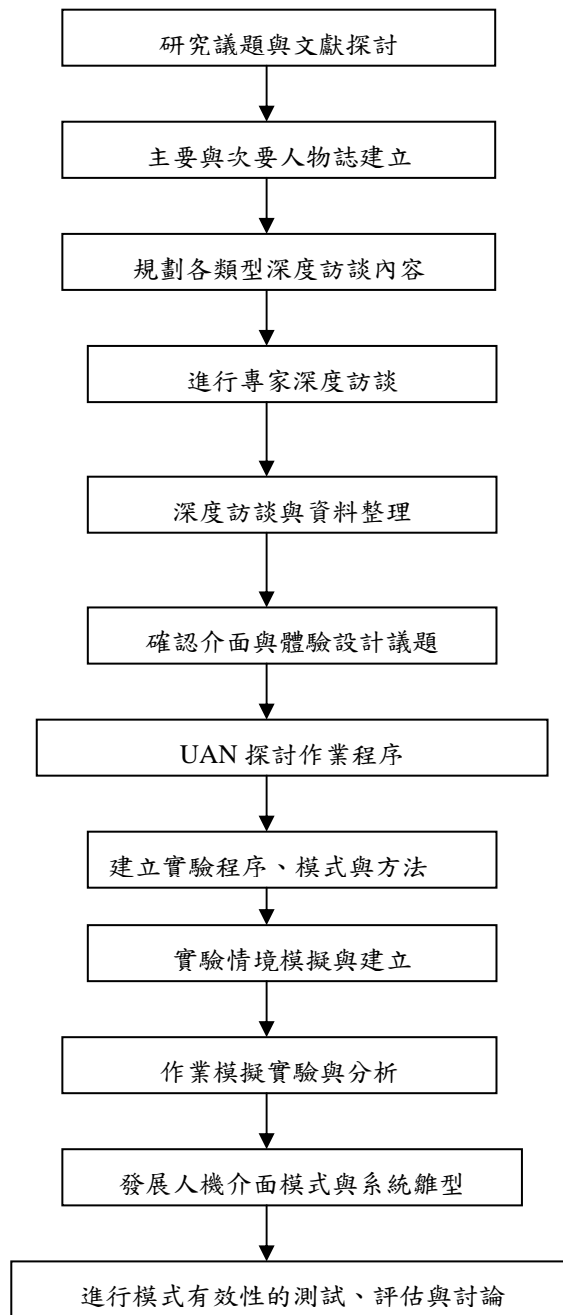 研究議題與文獻探討
主要與次要人物誌建立
規劃各類型深度訪談內容
進行專家深度訪談
深度訪談與資料整理
確認介面與體驗設計議題
UAN 探討作業程序
建立實驗程序、模式與方法
實驗情境模擬與建立
作業模擬實驗與分析
發展人機介面模式與系統雛型
進行模式有效性的測試、評估與討論